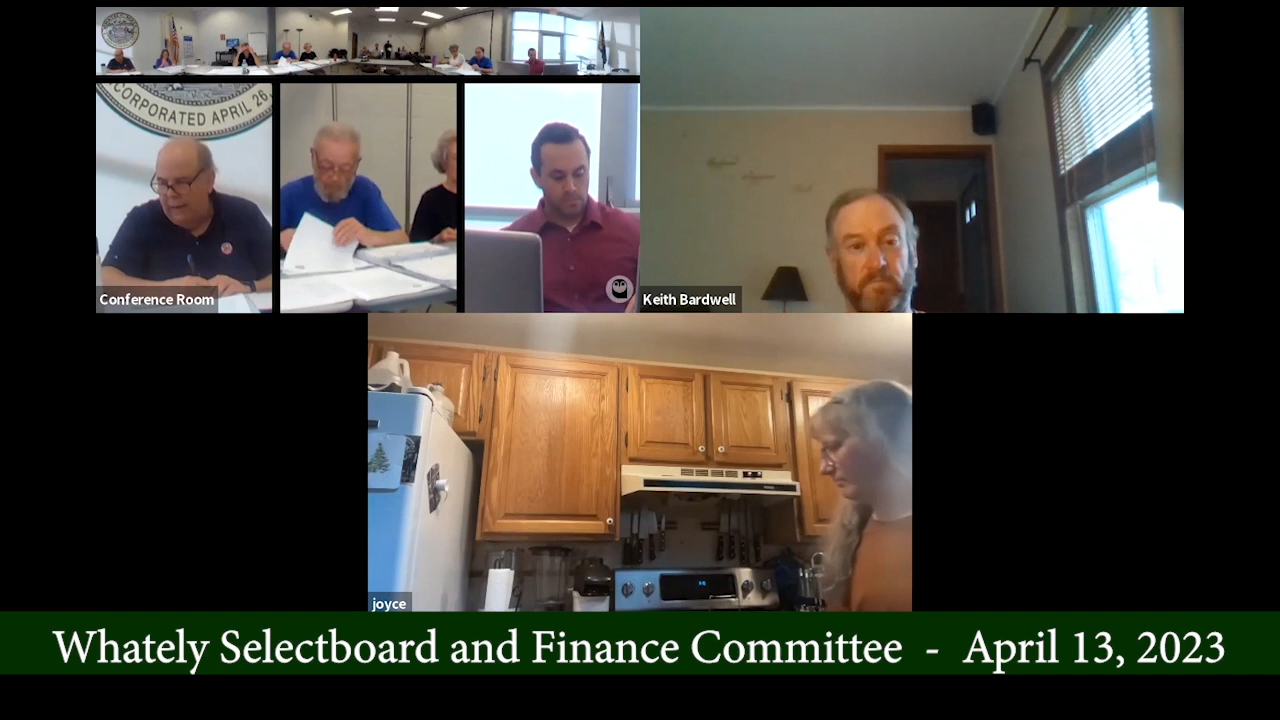 CORPORATED APRIL 26,
Conference Room
Keith Bardwell
joyce
Whately Selectboard and Finance Committee - April 13, 2023